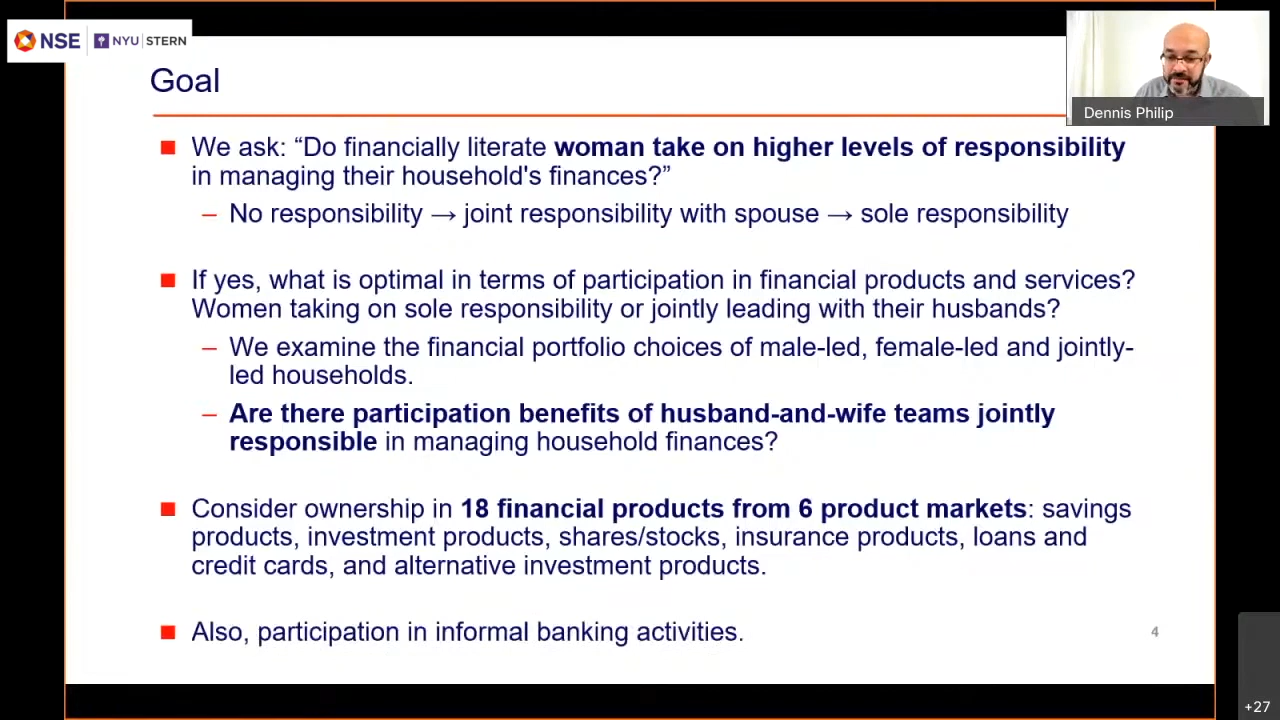 NSE NYU STERN
Dennis Philip
Goal
We ask: “Do financially literate woman take on higher levels of responsibility
in managing their household's finances?”
– No responsibility → joint responsibility with spouse → sole responsibility
If yes, what is optimal in terms of participation in financial products and services?
Women taking on sole responsibility or jointly leading with their husbands?
– We examine the financial portfolio choices of male-led, female-led and jointly-
led households.
– Are there participation benefits of husband-and-wife teams jointly
responsible in managing household finances?
Consider ownership in 18 financial products from 6 product markets: savings
products, investment products, shares/stocks, insurance products, loans and
credit cards, and alternative investment products.
Also, participation in informal banking activities.
4
+27